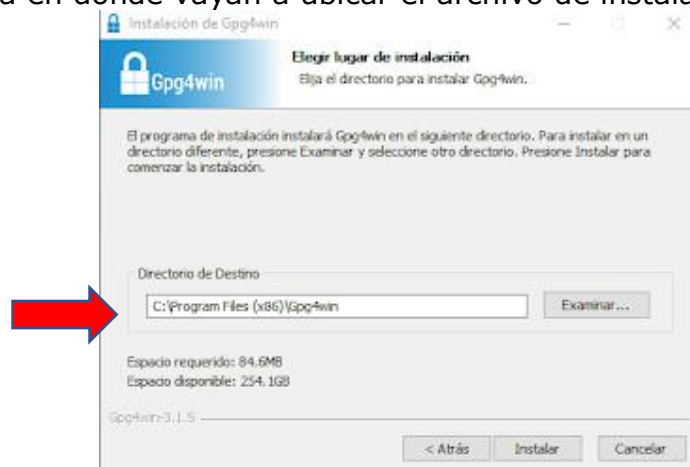 a en donde vayan a ubicar el archivo de instala
Instalación de Gpg4win
Gpg4win
Elegir lugar de instalación
Elija el directorio para instalar Gpg4win.
El programa de instalación instalará Gpg4win en el siguiente directorio. Para instalar en un
directorio diferente, presione Examinar y seleccione otro directorio. Presione Instalar para
comenzar la instalación.
Directorio de Destino
C:\Program Files (x86)\Gpg4win
Examinar...
Espacio requerido: 84.6MB
Espacio disponible: 254.1GB
Gpg4win-3.1.5
< Atrás
Instalar
Cancelar